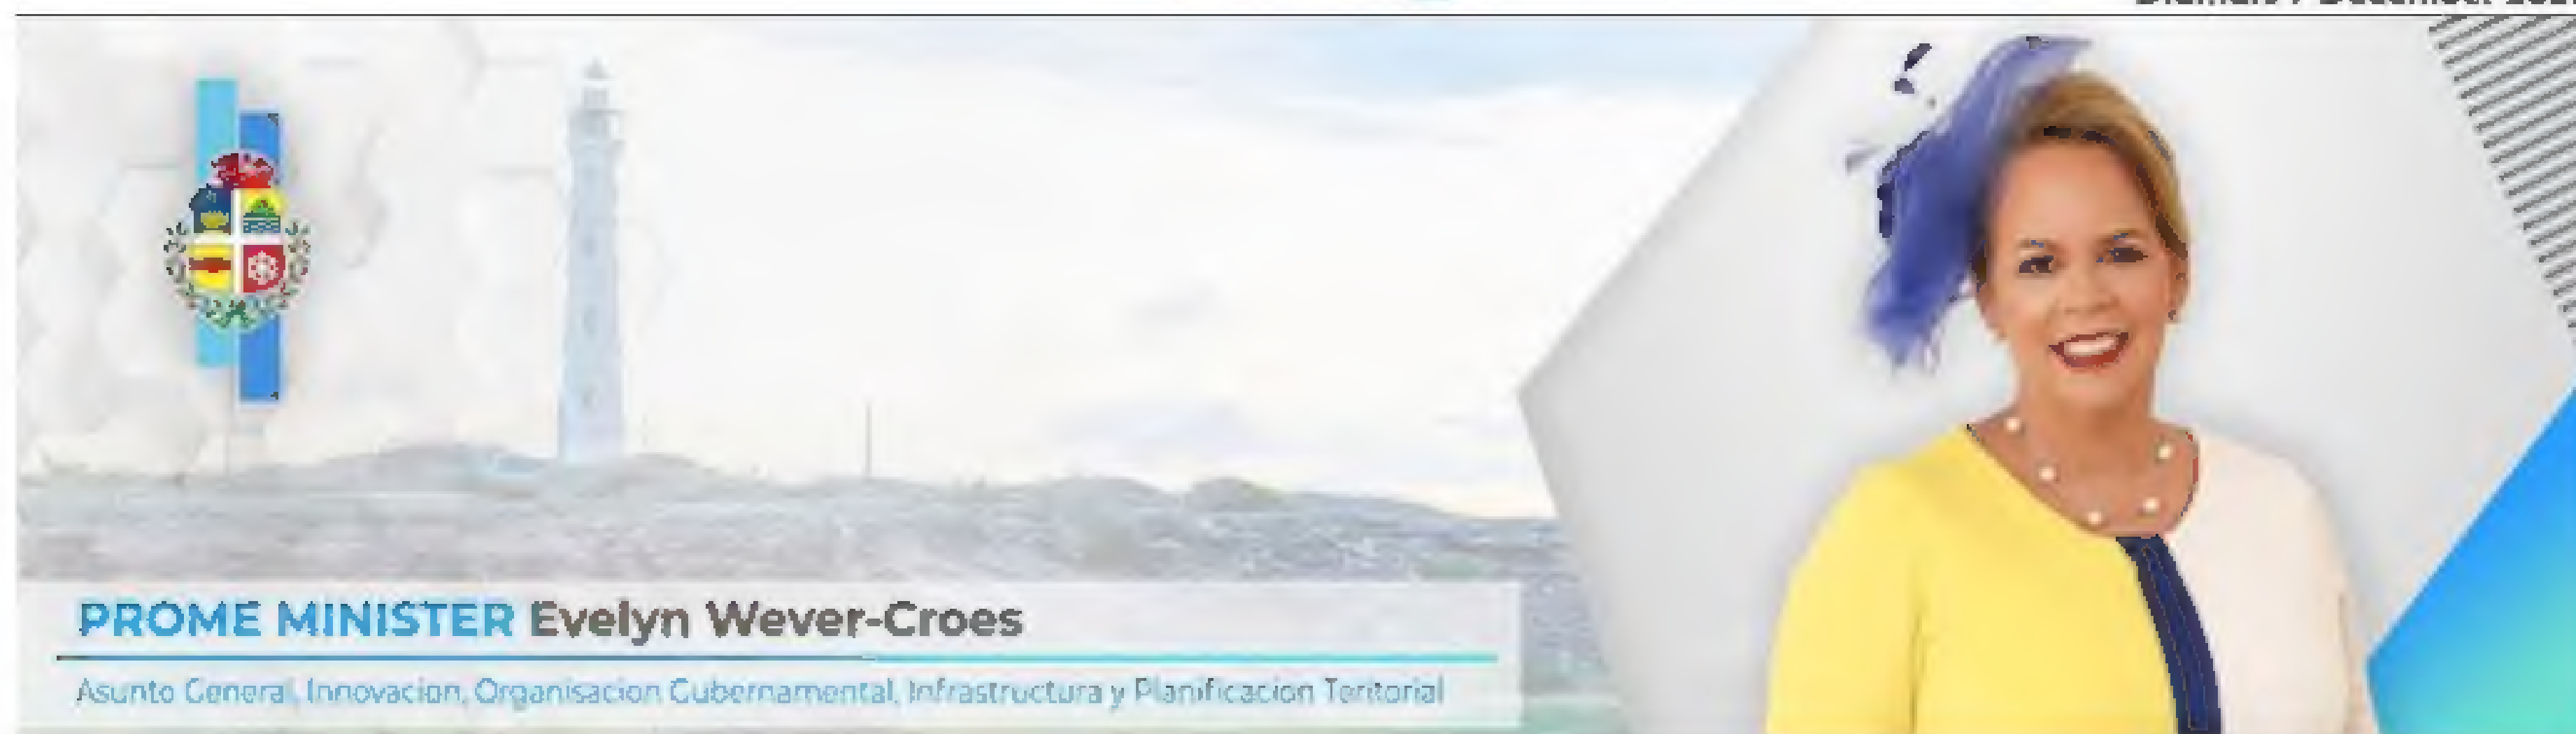 PROME MINISTER Evelyn Wever-Croes
Asunto General, Innovacion, Organisacion Gubernamental, Infrastructura y Planificacion Teritorial